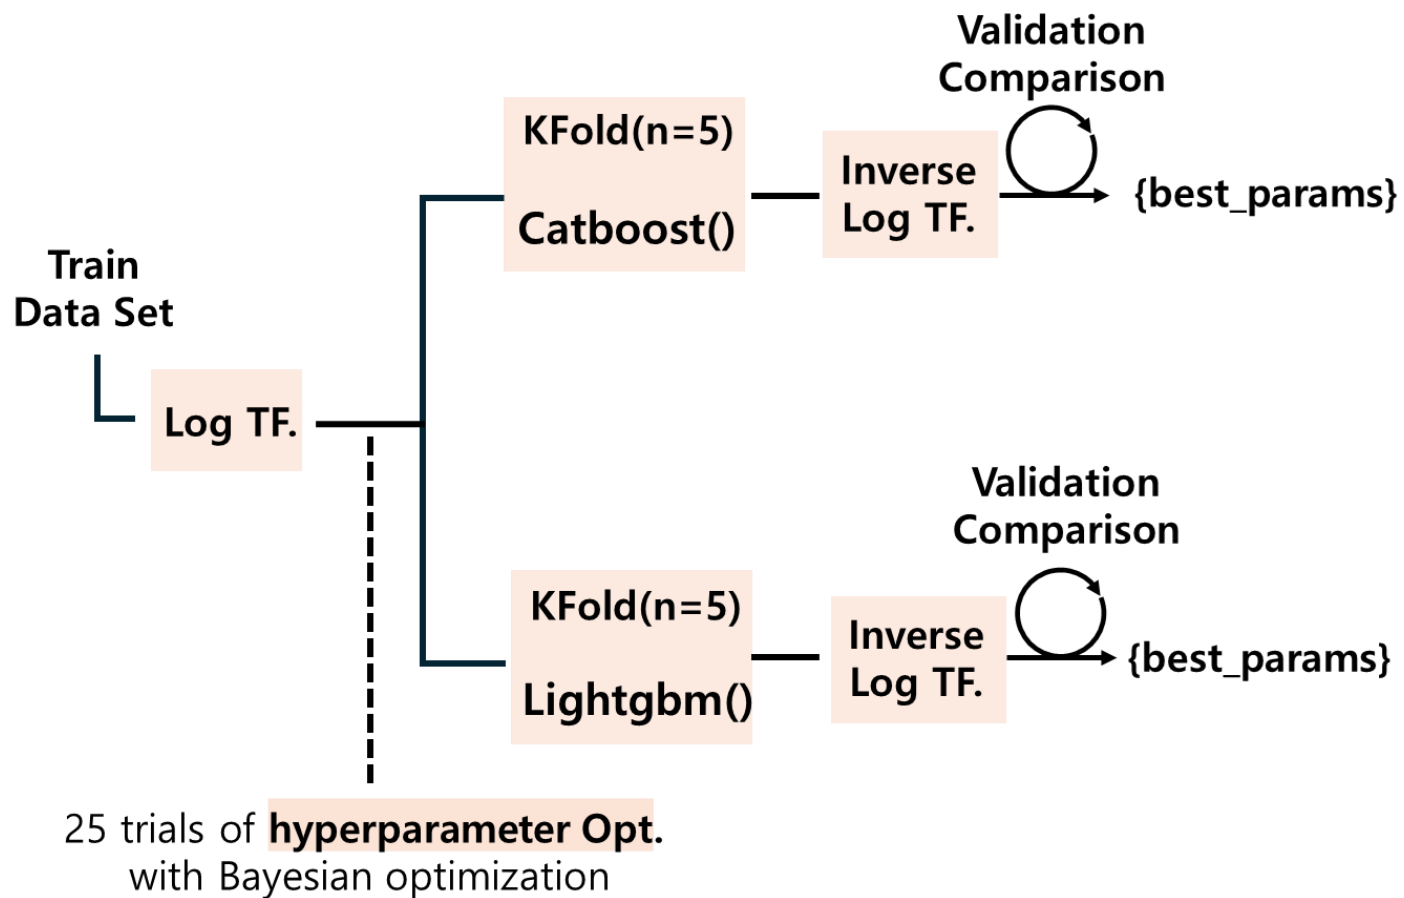 Train
Data Set
Log TF.
25 trials of hyperparameter Opt.
with Bayesian optimization
KFold(n=5)
Catboost()
Inverse
Log TF.
Validation
Comparison
{best_params}
KFold(n=5)
Lightgbm()
Inverse
Log TF.
Validation
Comparison
{best_params}